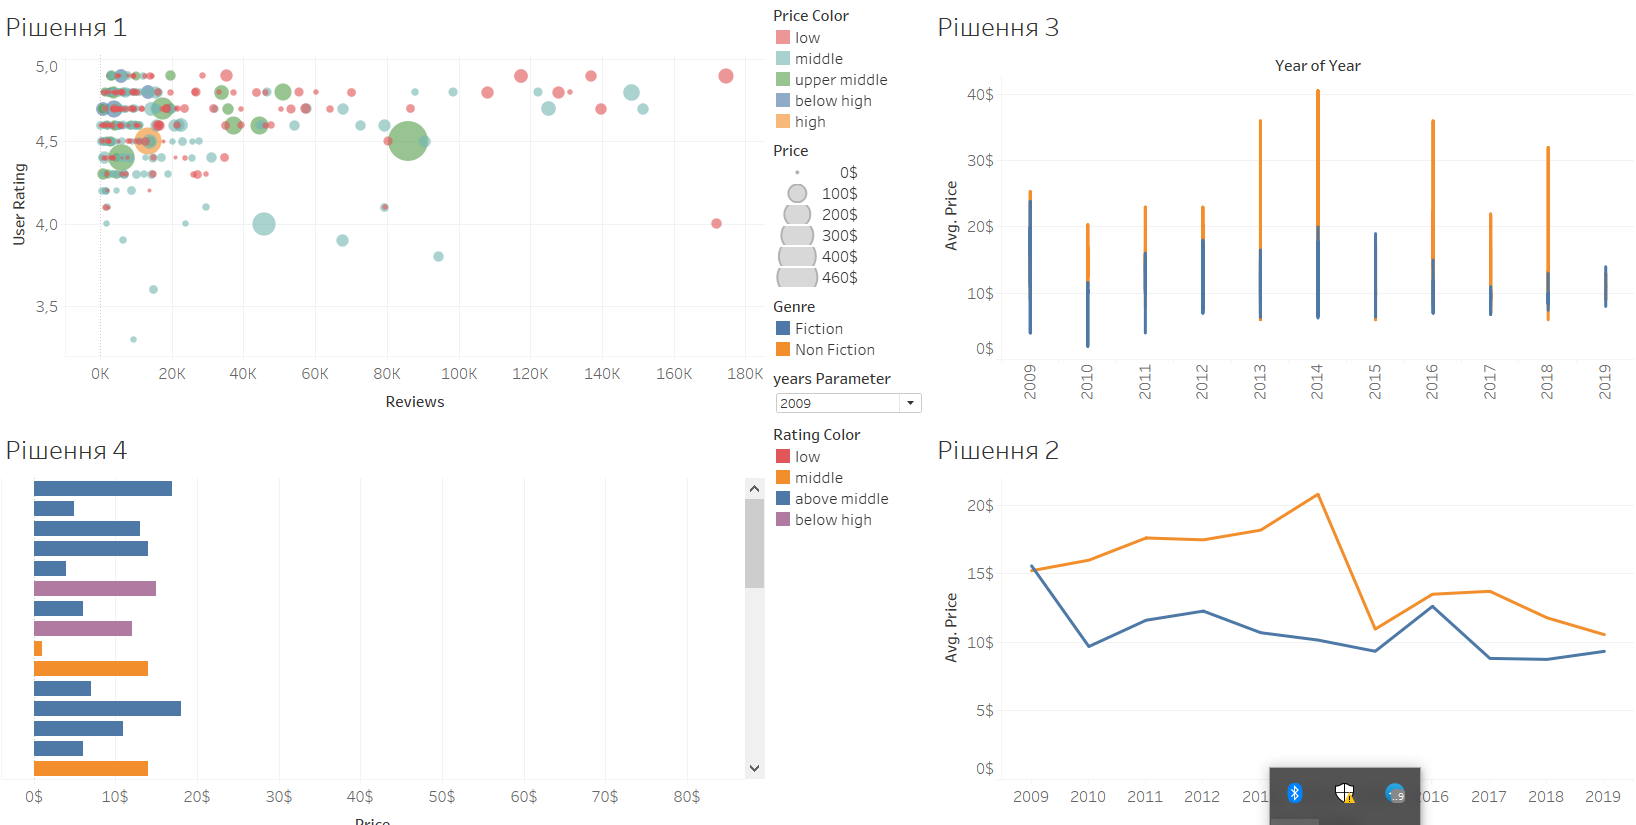 Рішення 1
5,0
4,5
4,0
3,5
User Rating
0K
20K
40K
60K
80K
100K
120K
140K
160K
180K
Reviews
Price Color
low
middle
upper middle
below high
high
Price
0$
100$
200$
300$
400$
460$
Genre
Fiction
Non Fiction
years Parameter
2009
Rating Color
low
middle
above middle
below high
Рішення 3
Year of Year
40$
30$
20$
10$
0$
Avg. Price
2009
2010
2011
2012
2013
2014
2015
2016
2017
2018
2019
Рішення 4
0$
10$
20$
30$
40$
50$
60$
70$
80$
Price
Рішення 2
20$
15$
10$
5$
0$
Avg. Price
2009
2010
2011
2012
201
016
2017
2018
2019